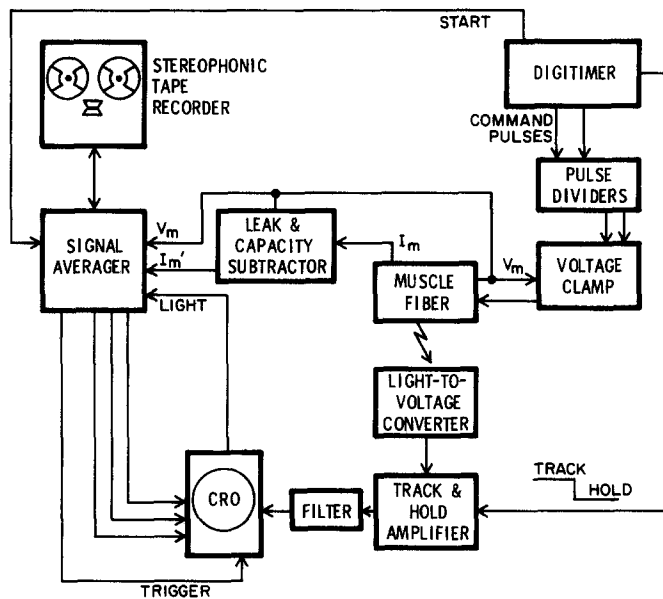 START
DIGITIMER
STEREOPHONIC
TAPE
RECORDER
COMMAND
PULSES
PULSE
DIVIDERS
SIGNAL
AVERAGER
Vm
Im'
LIGHT
LEAK &
CAPACITY
SUBTRACTOR
Im
MUSCLE
FIBER
Vm
VOLTAGE
CLAMP
LIGHT-TO-
VOLTAGE
CONVERTER
CRO
FILTER
TRACK &
HOLD
AMPLIFIER
TRACK
HOLD
TRIGGER